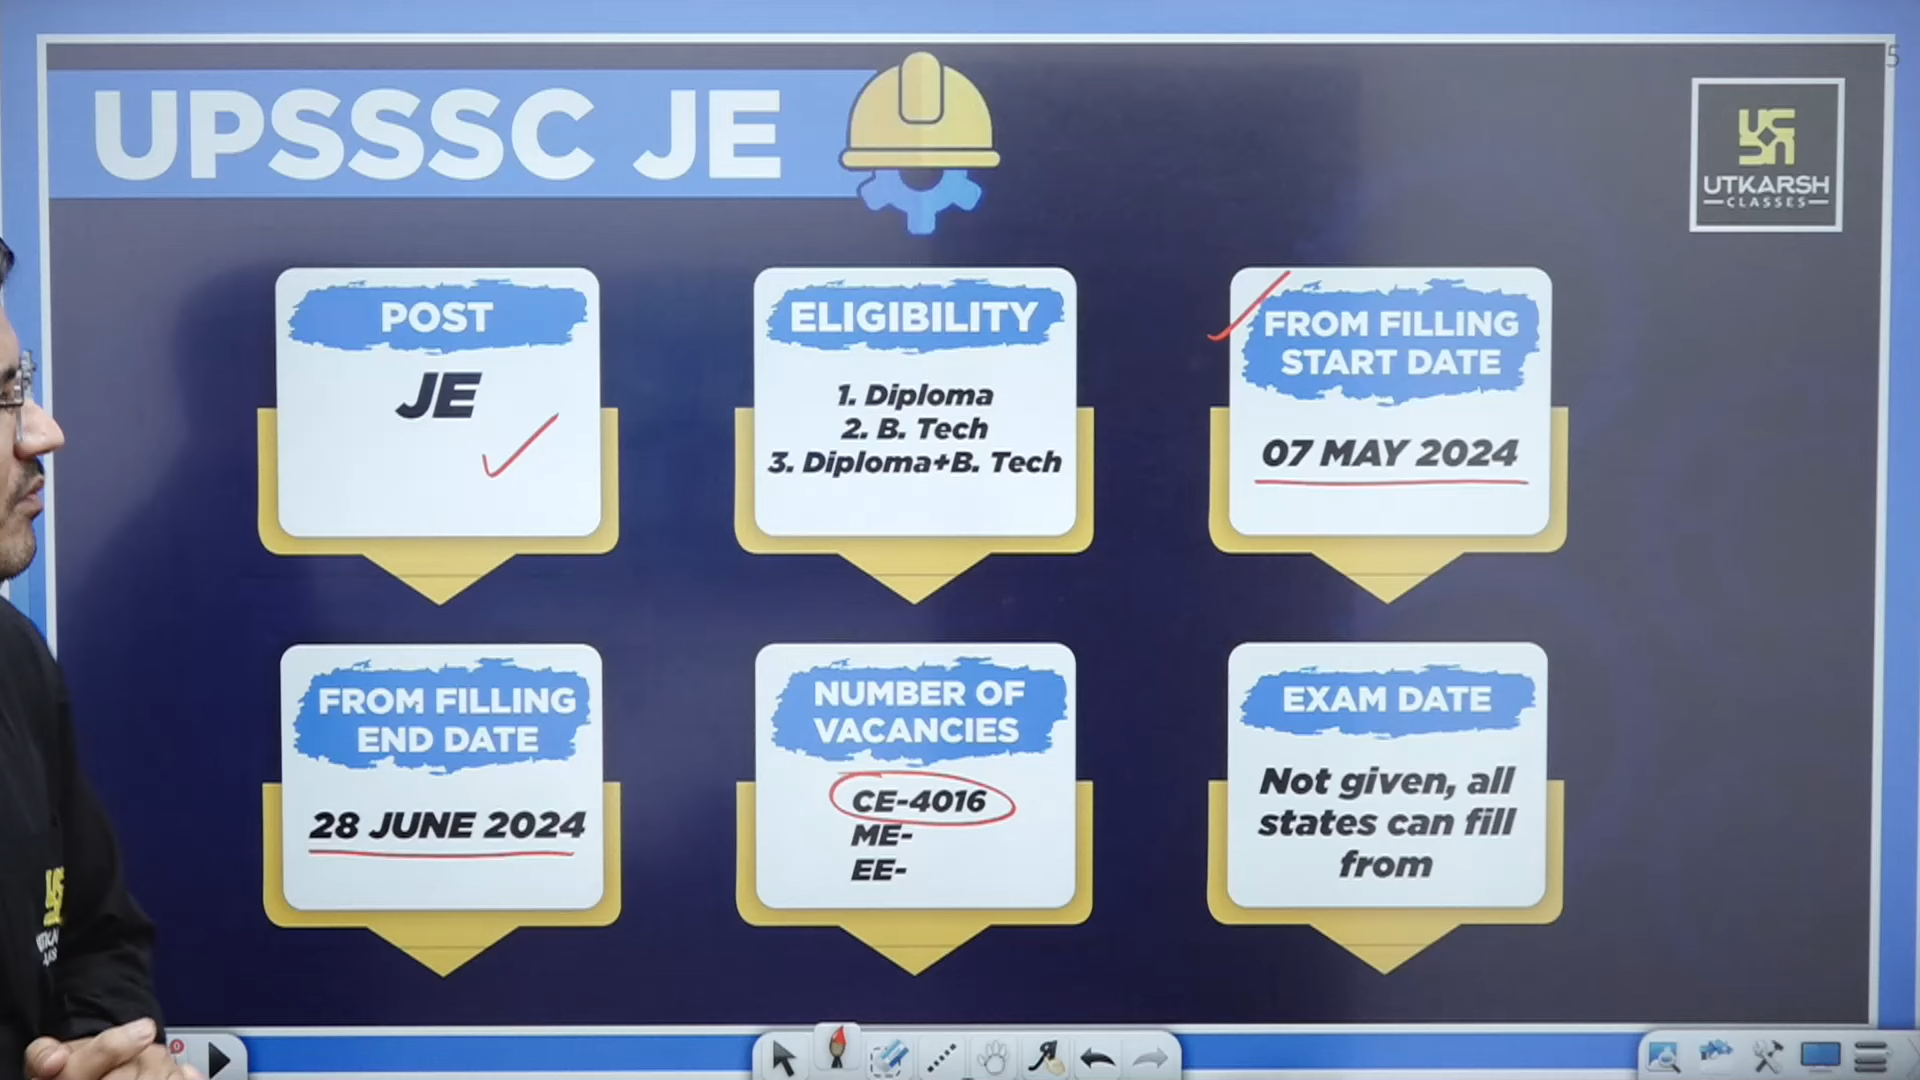 UPSSSC JE
5
UTKARSH
CLASSES
POST
JE
ELIGIBILITY
1. Diploma
2. B. Tech
3. Diploma+B. Tech
FROM FILLING
START DATE
07 MAY 2024
FROM FILLING
END DATE
28 JUNE 2024
NUMBER OF
VACANCIES
CE-4016
ME-
EE-
EXAM DATE
Not given, all
states can fill
from
0